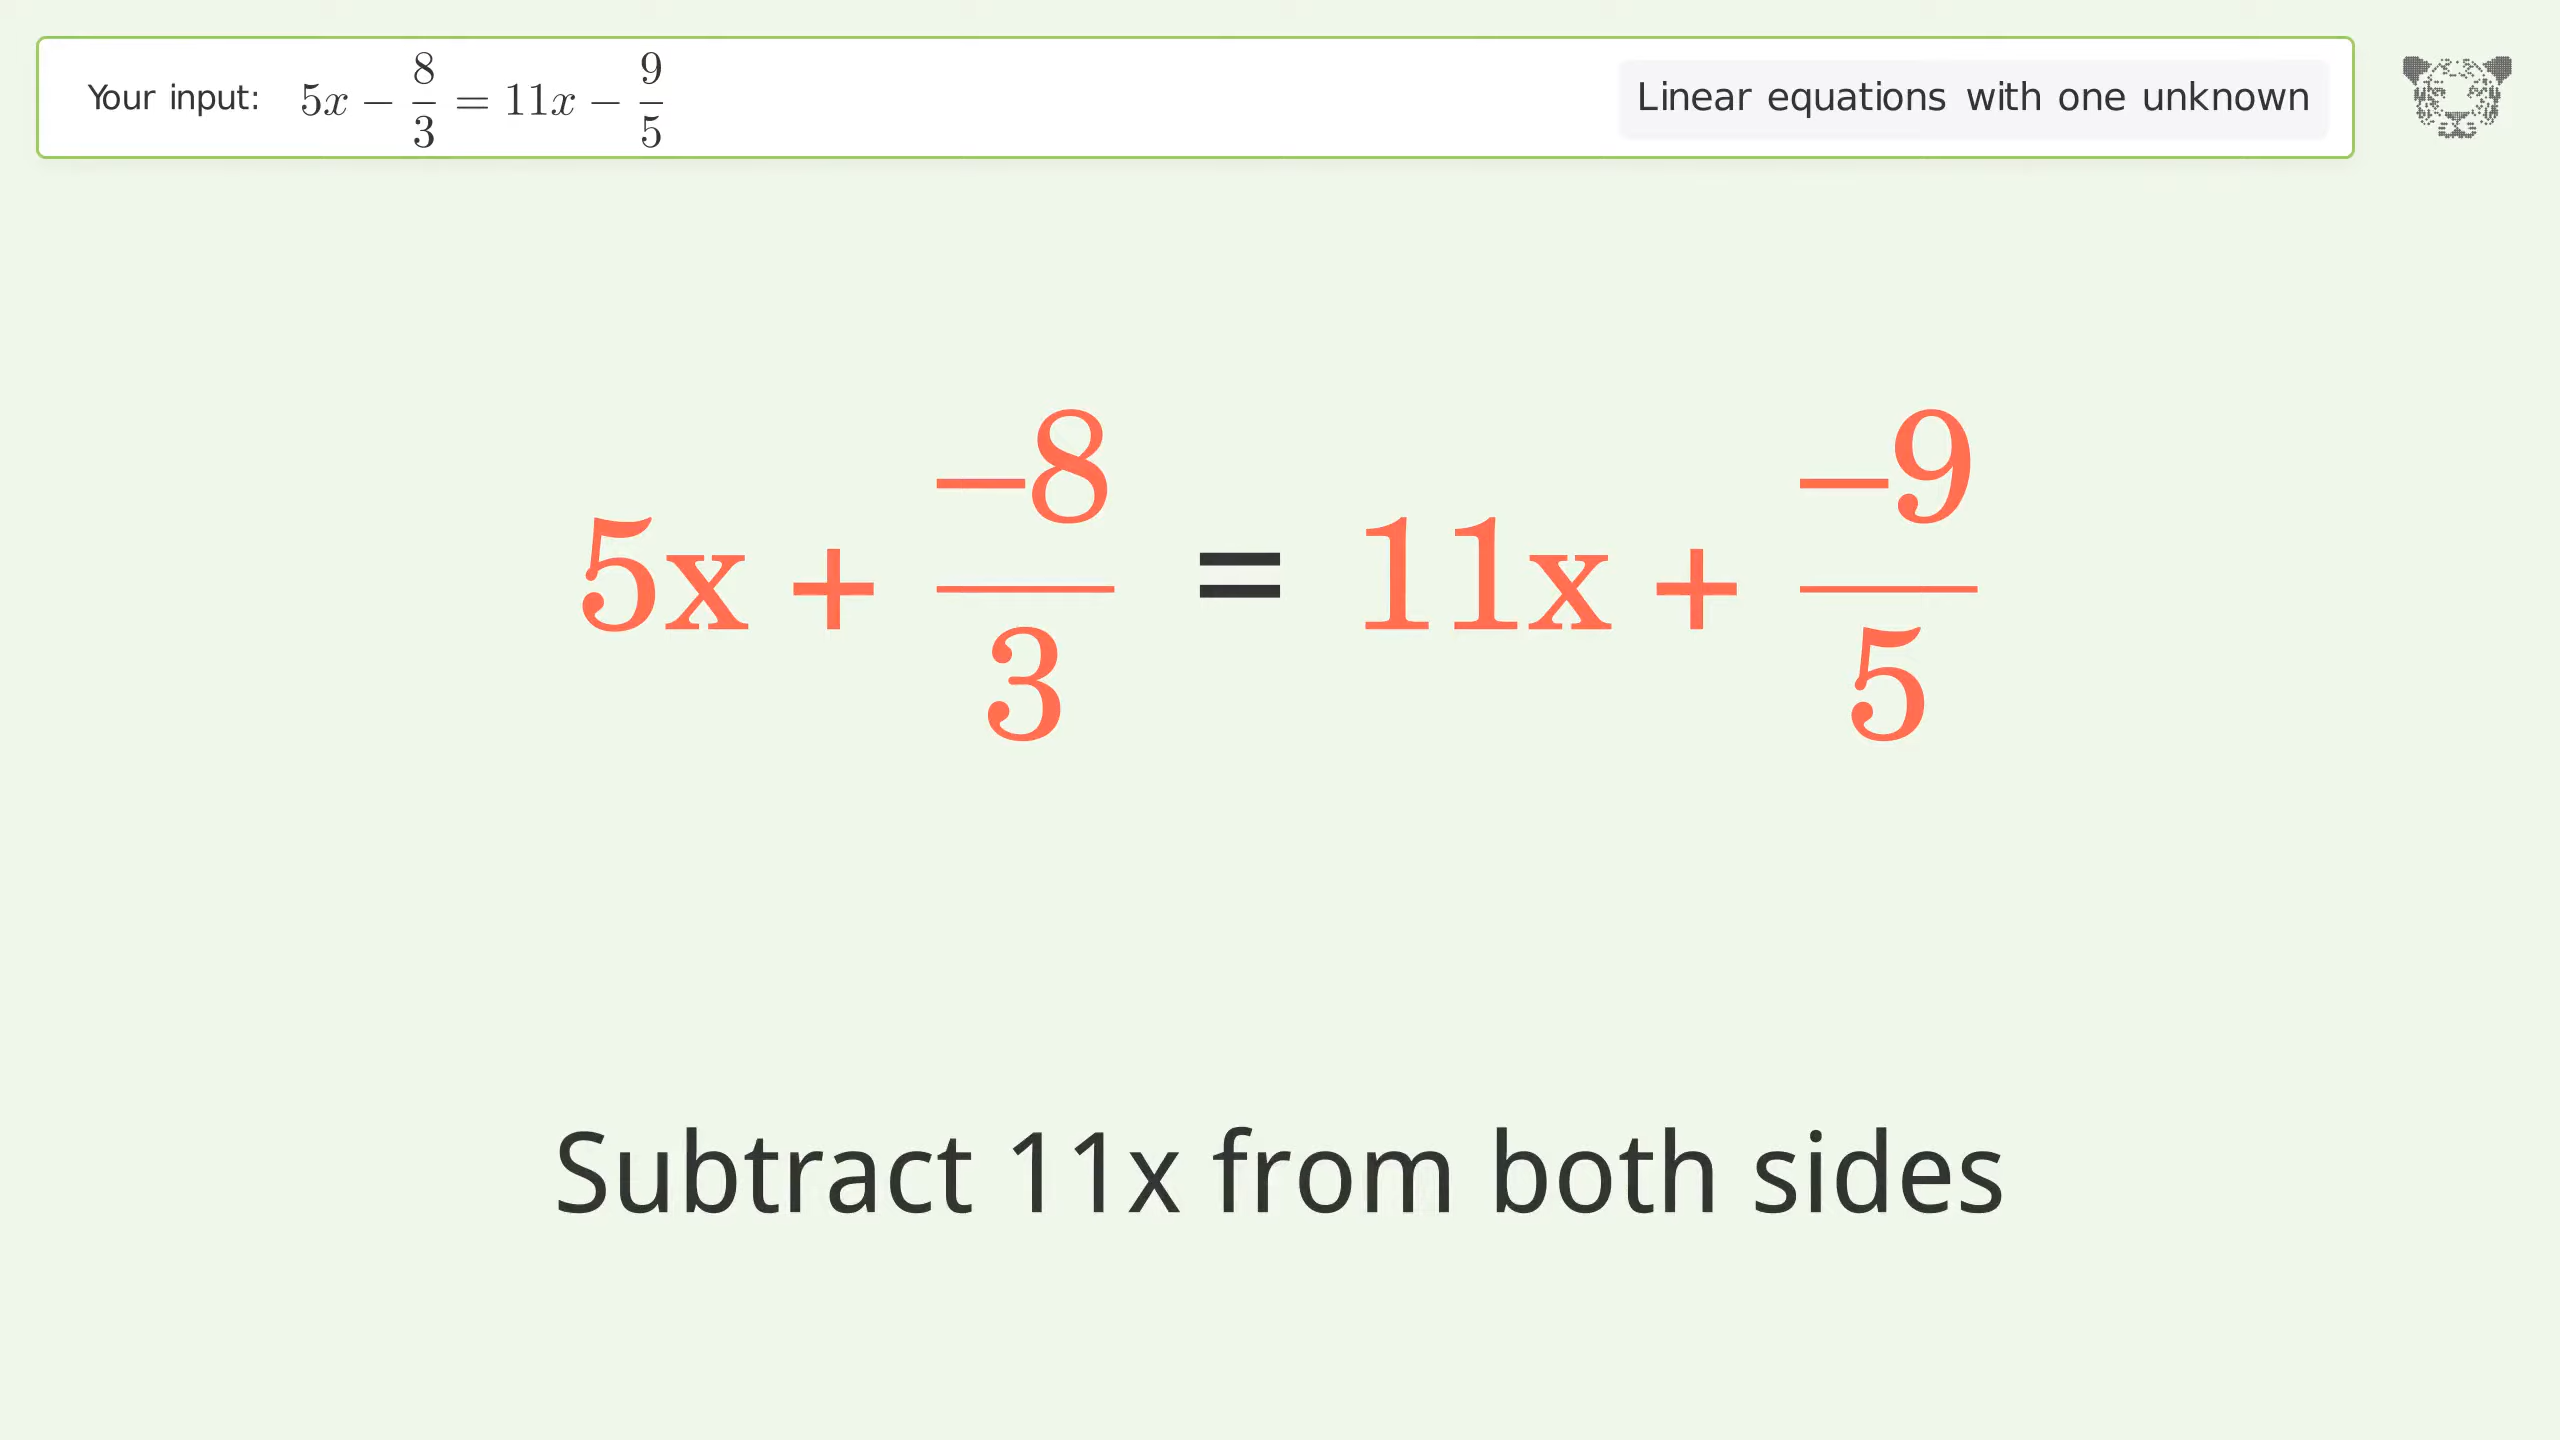 Your input: 5x − 8/3 = 11x − 9/5
Linear equations with one unknown
5x + −8/3 = 11x + −9/5
Subtract 11x from both sides